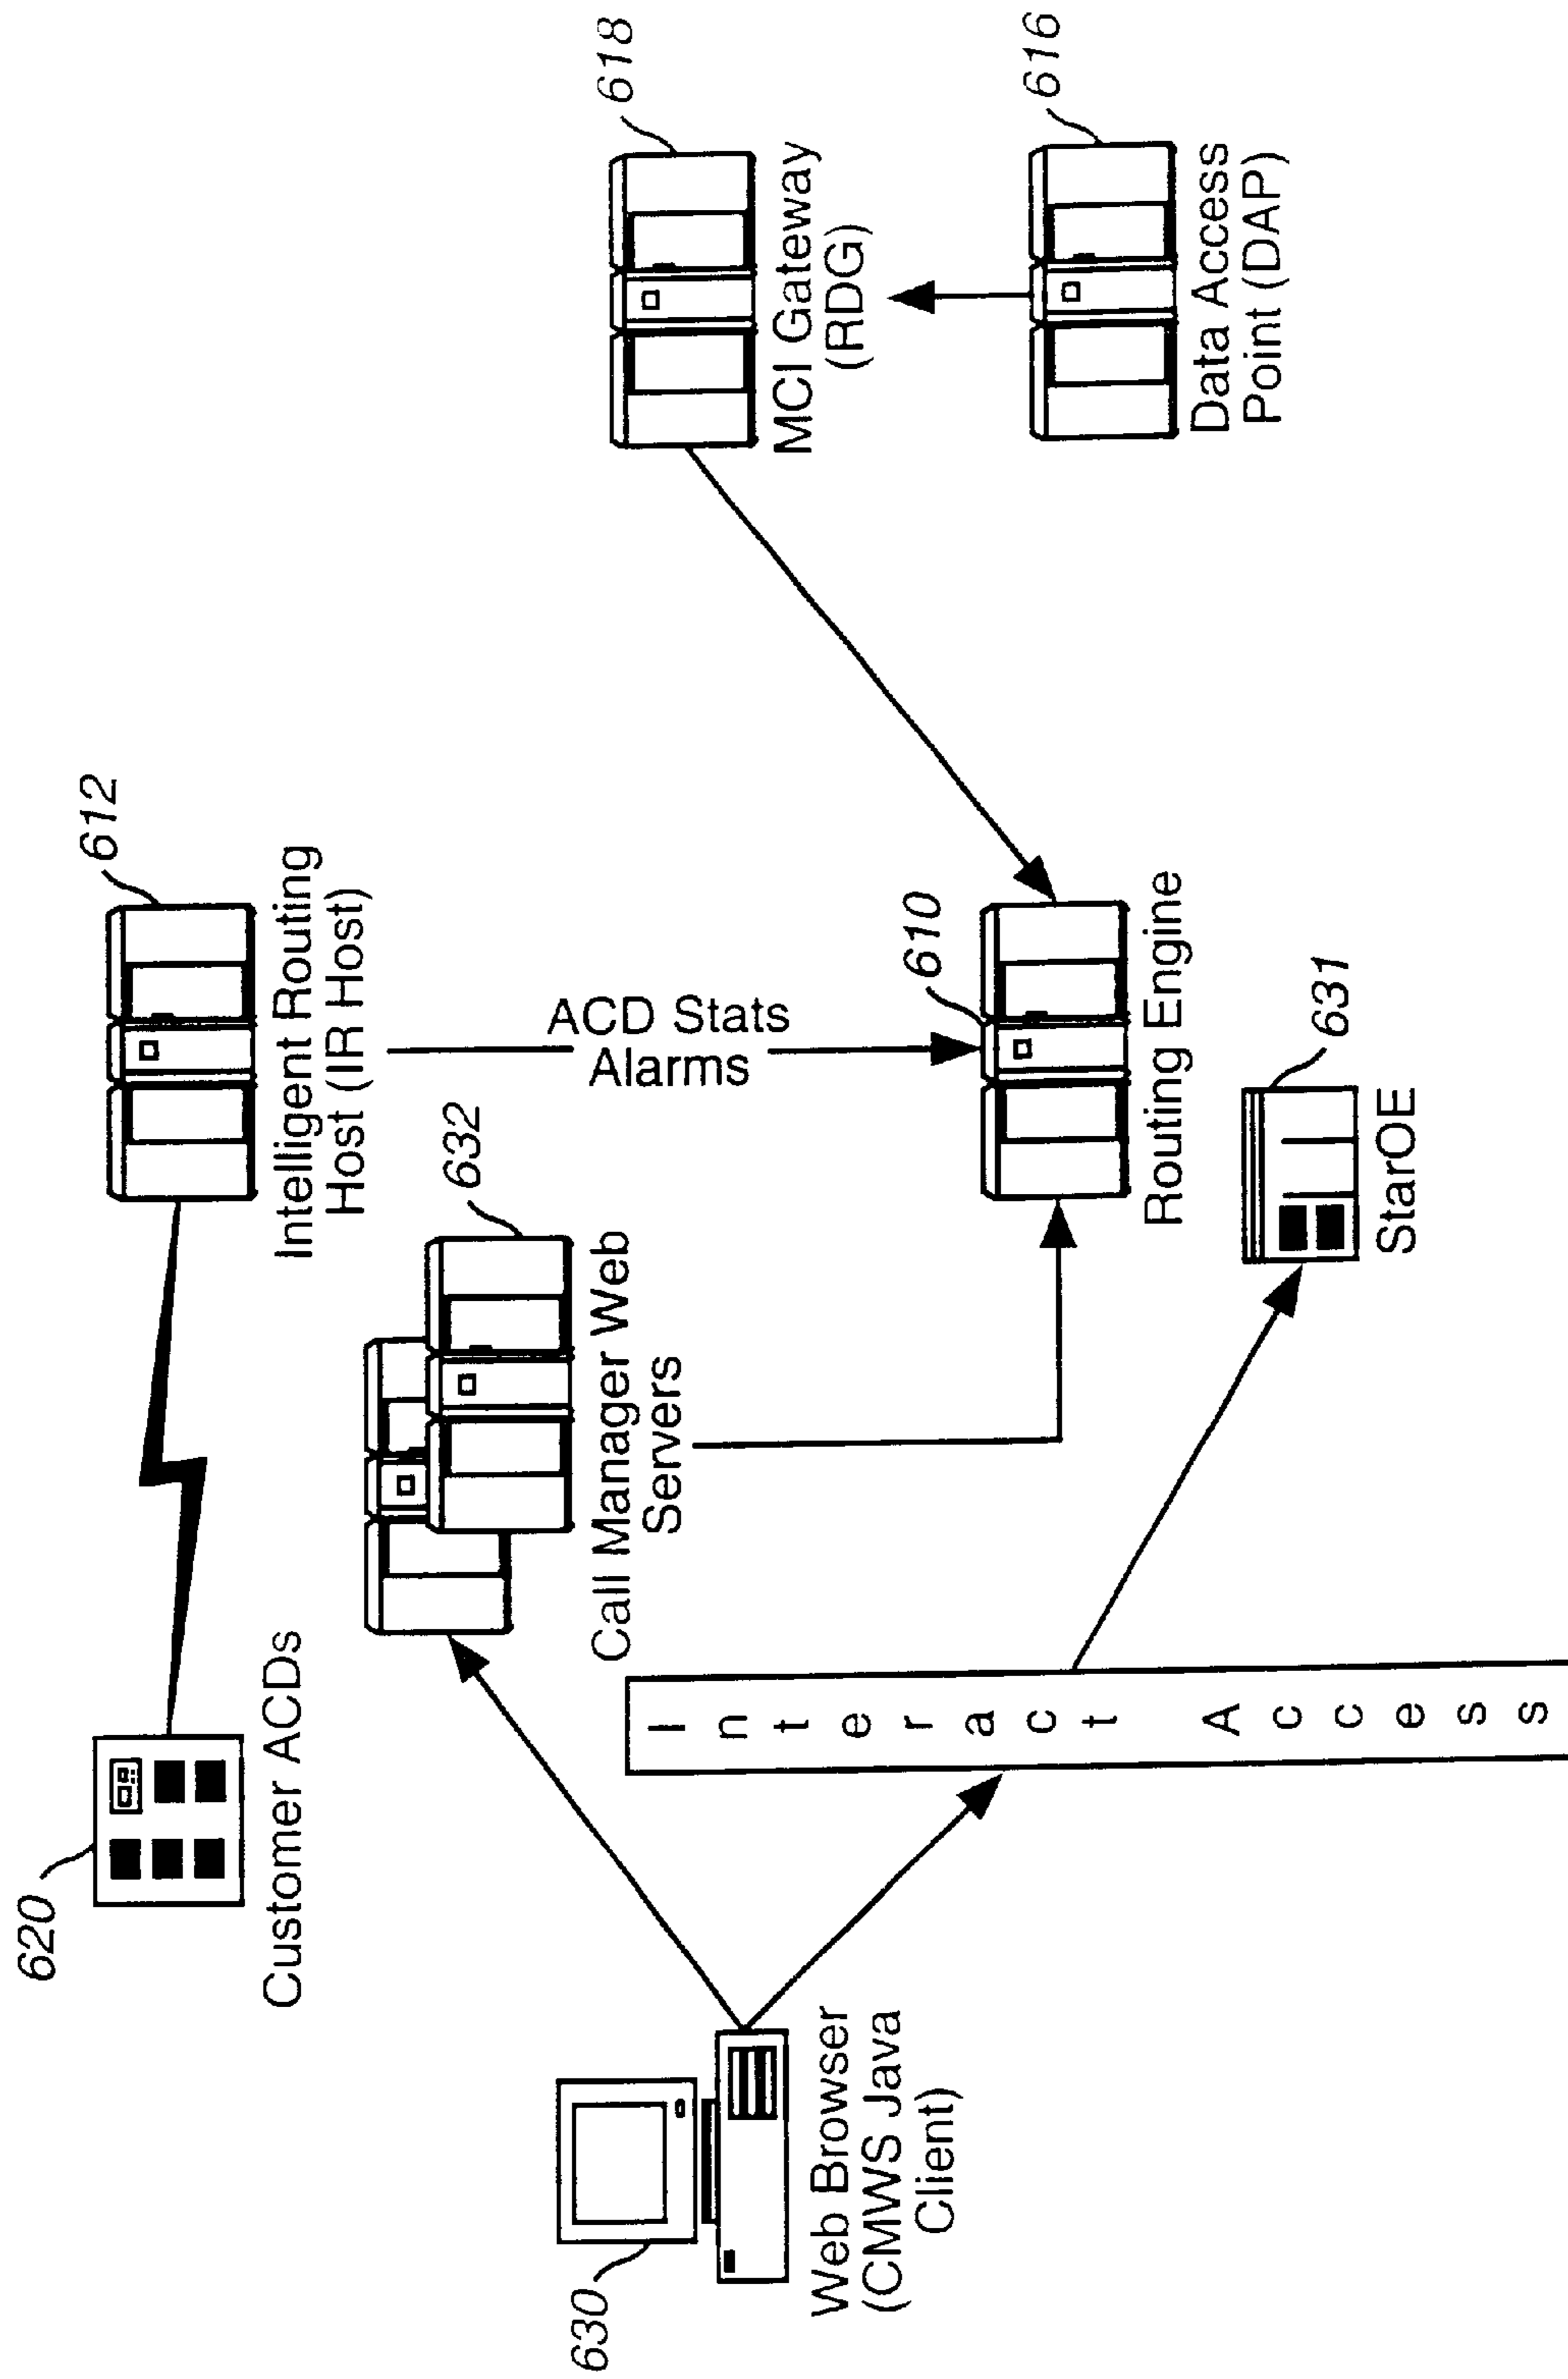 620
Customer ACDs
612
Intelligent Routing
Host (IR Host)
632
Call Manager Web
Servers
ACD Stats
Alarms
618
MCI Gateway
(RDG)
630
Web Browser
(CMWS Java
Client)
Interact Access
610
Routing Engine
631
StarOE
616
Data Access
Point (DAP)